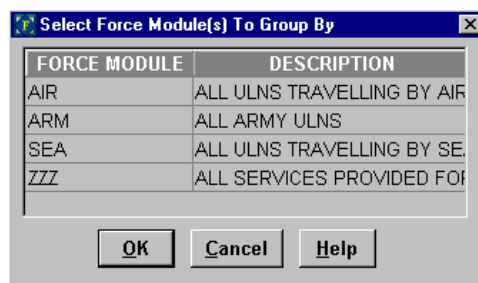 Select Force Module(s) To Group By
FORCE MODULE DESCRIPTION
AIR ALL ULNS TRAVELLING BY AIR
ARM ALL ARMY ULNS
SEA ALL ULNS TRAVELLING BY SE
ZZZ ALL SERVICES PROVIDED FO
OK Cancel Help